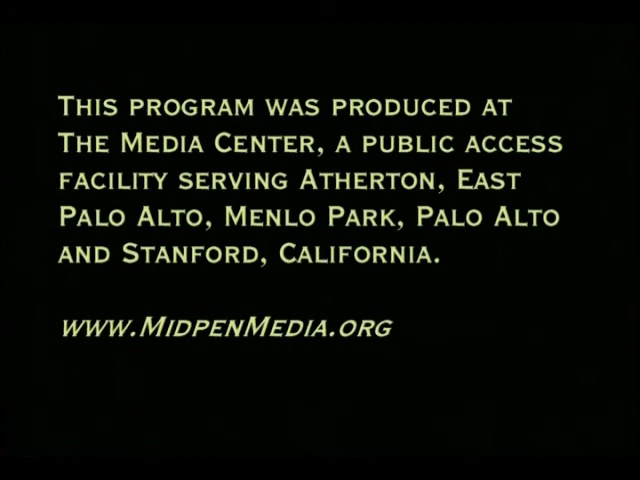 This program was produced at
The Media Center, a public access
facility serving Atherton, East
Palo Alto, Menlo Park, Palo Alto
and Stanford, California.
www.MidpenMedia.org